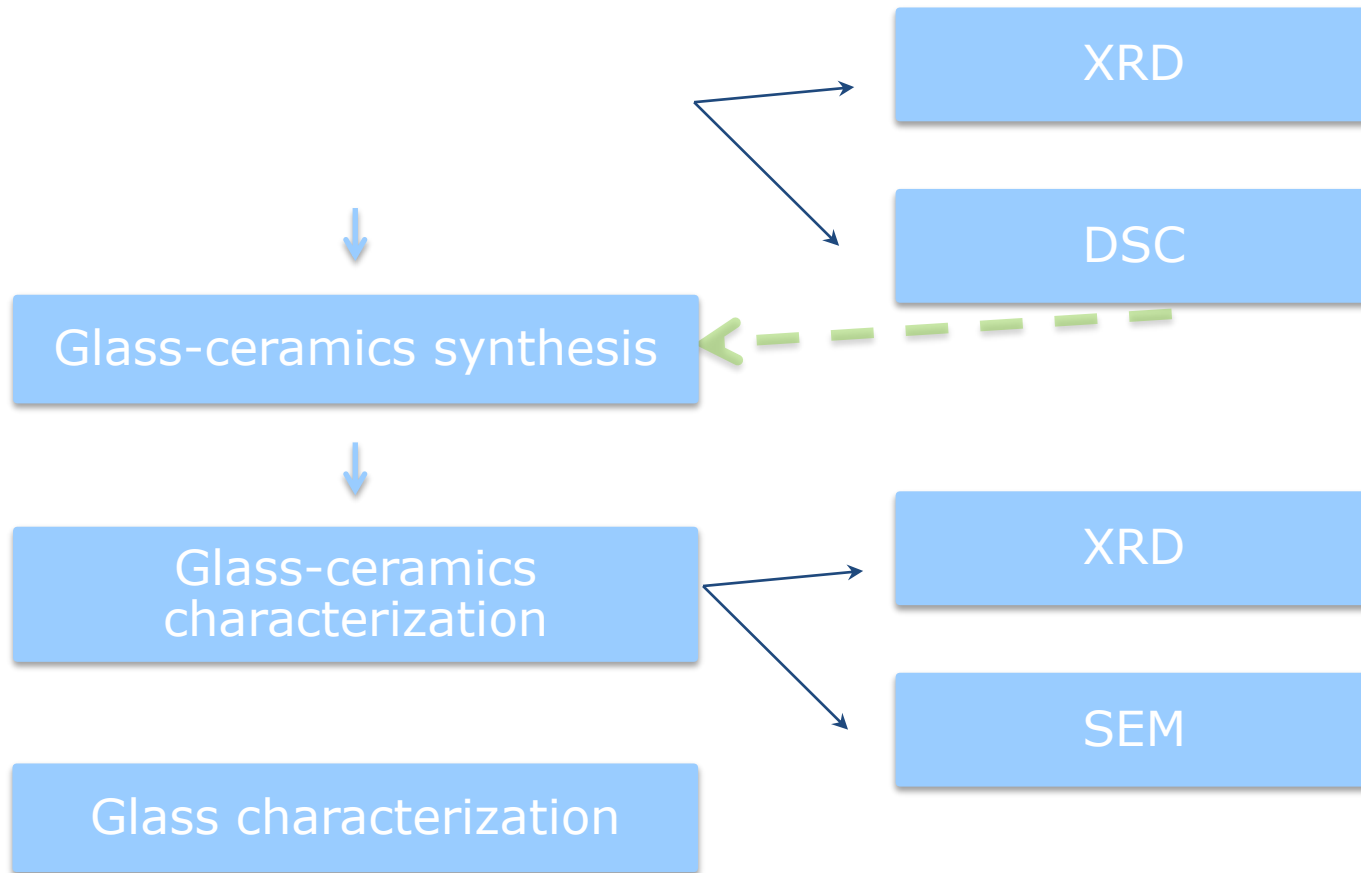 XRD
DSC
Glass-ceramics synthesis
Glass-ceramics
characterization
XRD
SEM
Glass characterization